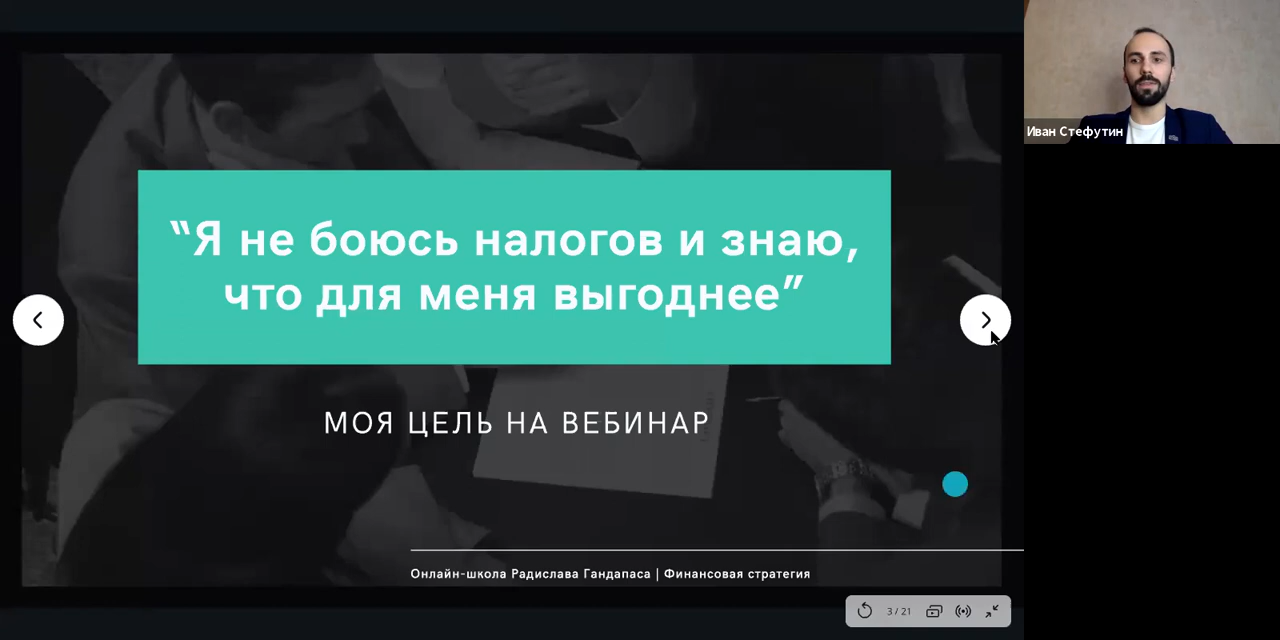 “Я не боюсь налогов и знаю,
что для меня выгоднее”
МОЯ ЦЕЛЬ НА ВЕБИНАР
Онлайн-школа Радислава Гандапаса | Финансовая стратегия
3 / 21
Иван Стефутин